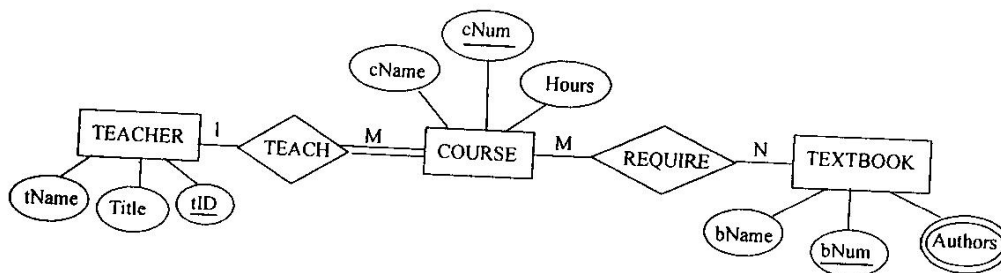 cNum
cName
Hours
TEACHER 1 TEACH M COURSE M REQUIRE N TEXTBOOK
tName Title tID
bName bNum Authors